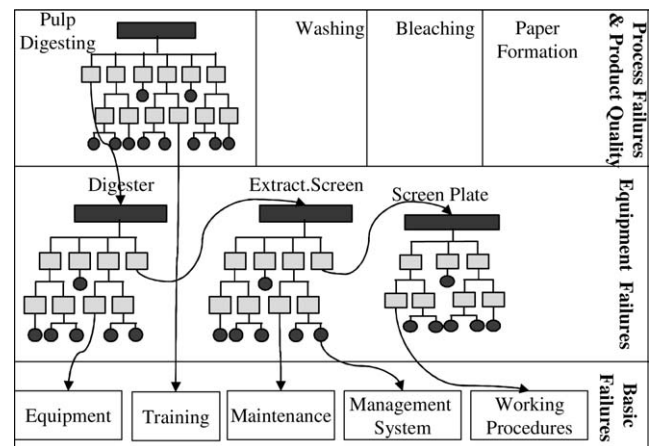 Pulp
Digesting
Washing
Bleaching
Paper
Formation
Process Failures
& Product Quality
Digester
Extract.Screen
Screen Plate
Equipment Failures
Equipment
Training
Maintenance
Management
System
Working
Procedures
Basic
Failures